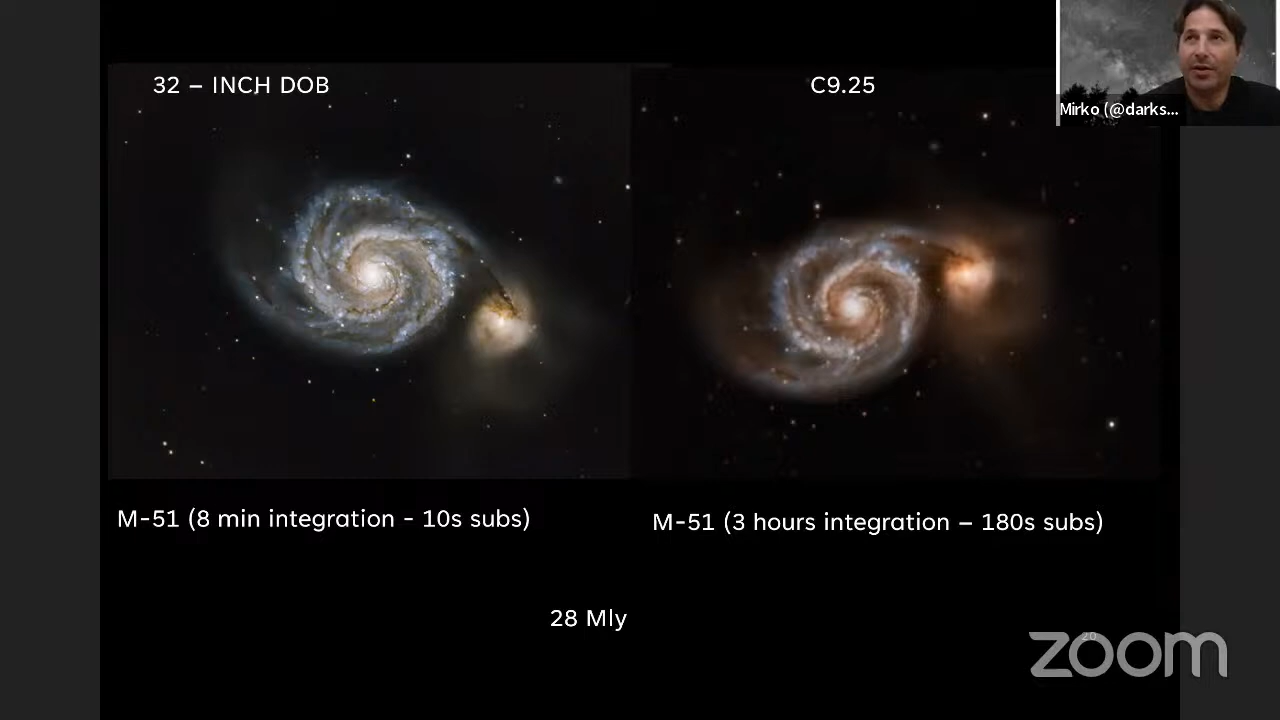 32 – INCH DOB
C9.25
Mirko (@darks...
M-51 (8 min integration - 10s subs)
M-51 (3 hours integration – 180s subs)
28 Mly
20
zoom